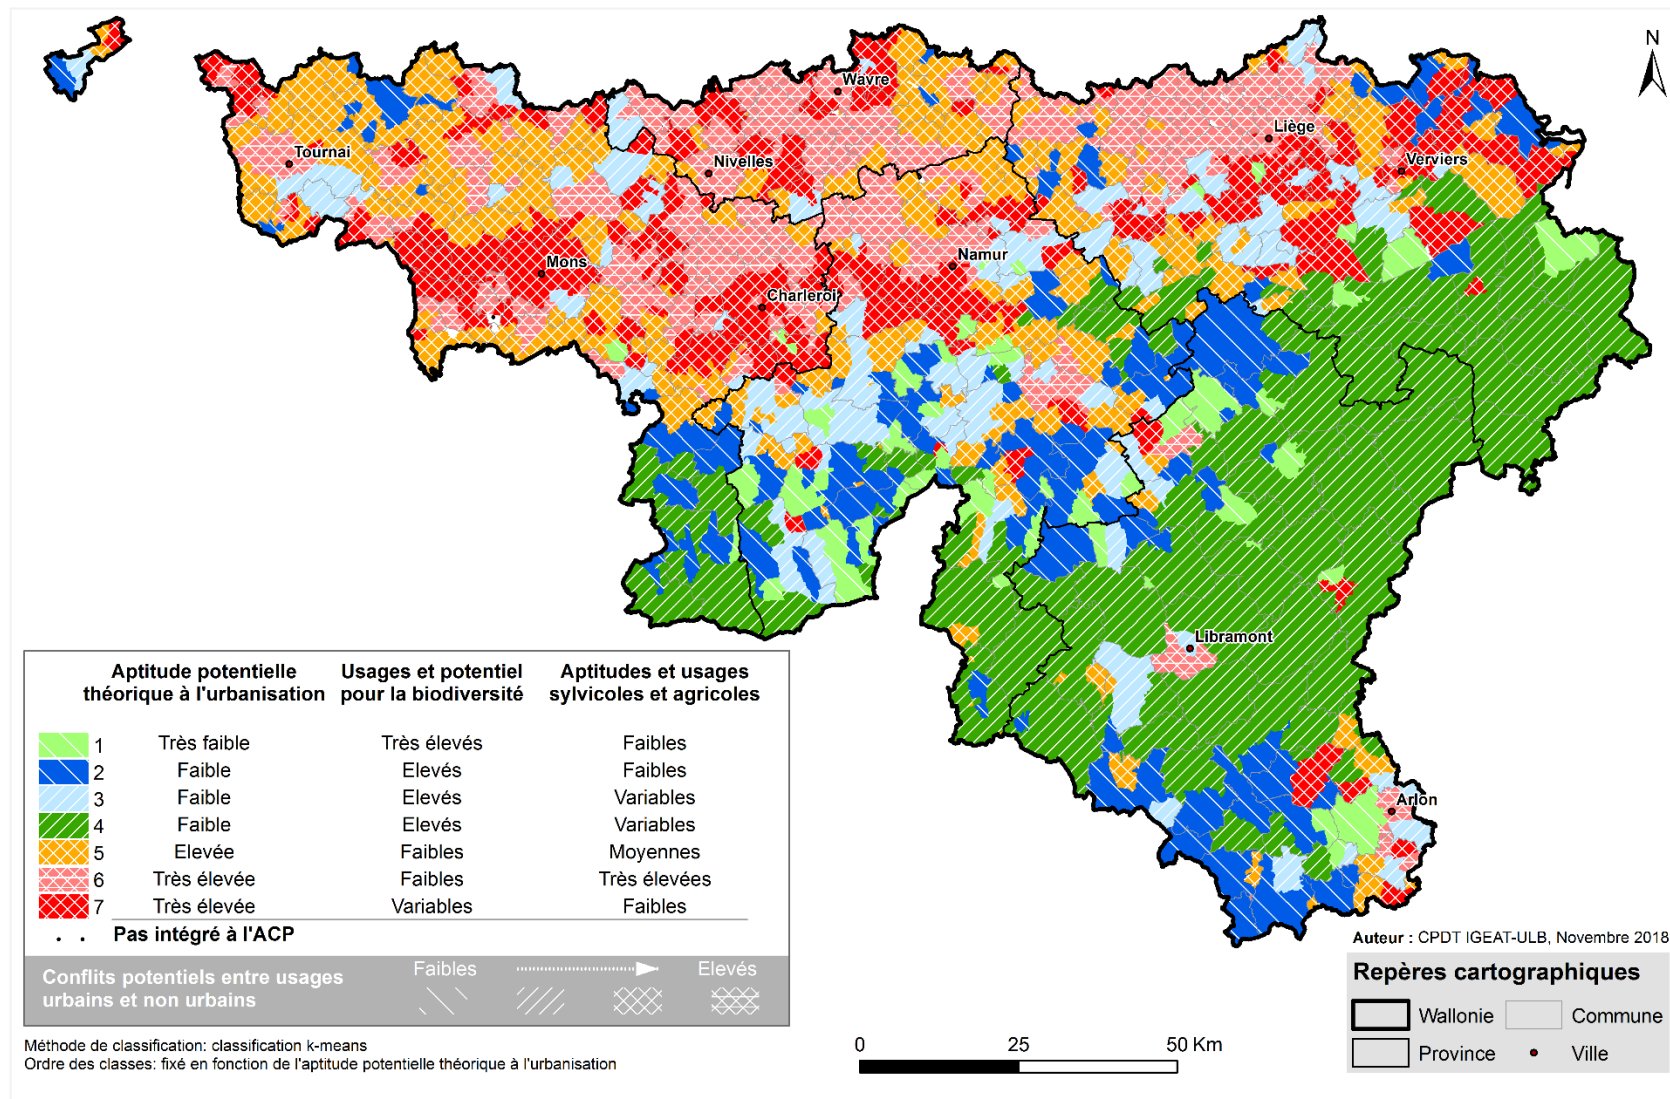 N
Wavre
Tournai
Nivelles
Liège
Verviers
Mons
Namur
Charleroi
Libramont
Arlon
Aptitude potentielle théorique à l'urbanisation
Usages et potentiel pour la biodiversité
Aptitudes et usages sylvicoles et agricoles
1 Très faible Très élevés Faibles
2 Faible Elevés Faibles
3 Faible Elevés Variables
4 Faible Elevés Variables
5 Elevée Faibles Moyennes
6 Très élevée Faibles Très élevées
7 Très élevée Variables Faibles
Pas intégré à l'ACP
Conflits potentiels entre usages
urbains et non urbains
Faibles Elevés
Méthode de classification: classification k-means
Ordre des classes: fixé en fonction de l'aptitude potentielle théorique à l'urbanisation
0 25 50 Km
Auteur : CPDT IGEAT-ULB, Novembre 2018
Repères cartographiques
Wallonie Commune
Province Ville